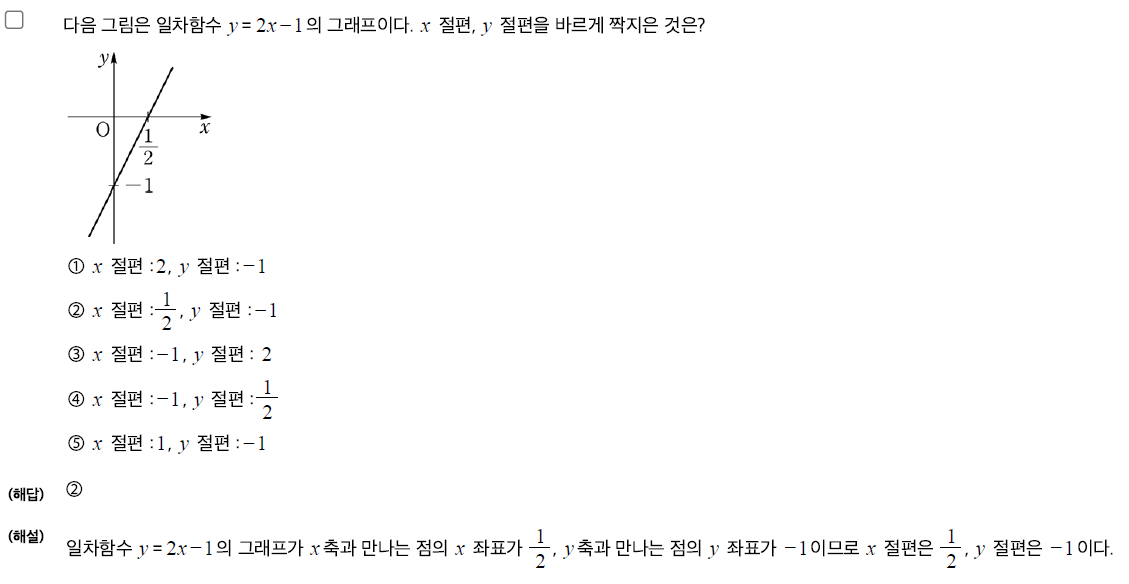 다음 그림은 일차함수 y=2x−1의 그래프이다. x 절편, y 절편을 바르게 짝지은 것은?
y
O
x
1/2
−1
① x 절편 :2, y 절편 :−1
② x 절편 :1/2, y 절편 :−1
③ x 절편 :−1, y 절편 : 2
④ x 절편 :−1, y 절편 :1/2
⑤ x 절편 :1, y 절편 :−1
(해답) ②
(해설) 일차함수 y=2x−1의 그래프가 x축과 만나는 점의 x 좌표가 1/2, y축과 만나는 점의 y 좌표가 −1이므로 x 절편은 1/2, y 절편은 −1이다.